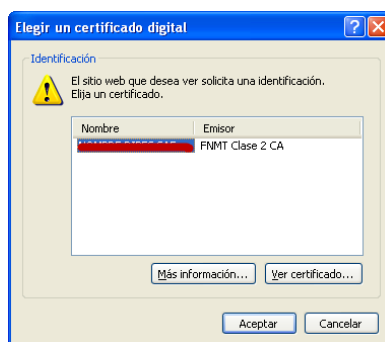 Elegir un certificado digital
Identificación
El sitio web que desea ver solicita una identificación.
Elija un certificado.
Nombre Emisor
FNMT Clase 2 CA
Más información... Ver certificado...
Aceptar Cancelar